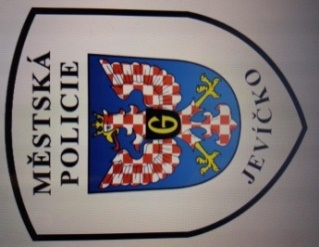 MĚSTSKÁ
POLICIE
G
JEVÍČKO